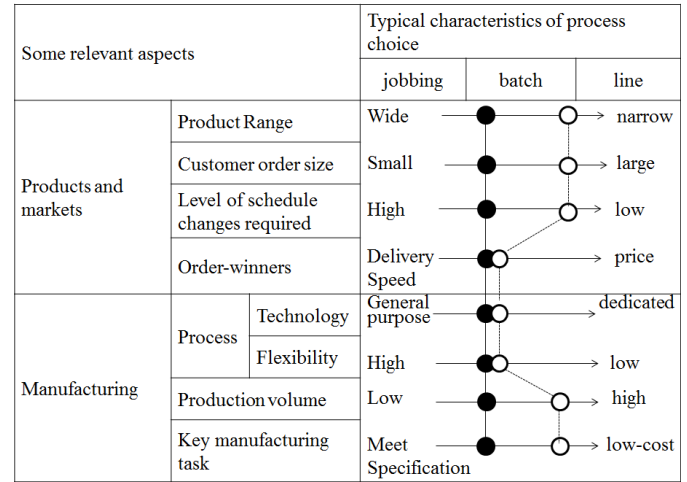 Some relevant aspects
Typical characteristics of process
choice
jobbing
batch
line
Products and
markets
Product Range
Wide
narrow
Customer order size
Small
large
Level of schedule
changes required
High
low
Order-winners
Delivery
Speed
price
Manufacturing
Process
Technology
General
purpose
dedicated
Flexibility
High
low
Production volume
Low
high
Key manufacturing
task
Meet
Specification
low-cost